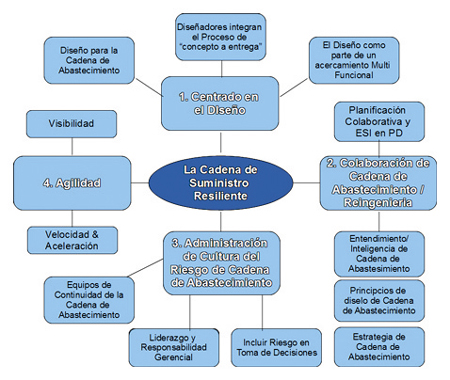 Diseñadores integran
el Proceso de
“concepto a entrega”
Diseño para la
Cadena de
Abastecimiento
El Diseño como
parte de un
acercamiento Multi
Funcional
1. Centrado en
el Diseño
Visibilidad
Planificación
Colaborativa y
ESI en PD
4. Agilidad
La Cadena de
Suministro
Resiliente
2. Colaboración de
Cadena de
Abastecimiento /
Reingeniería
Velocidad &
Aceleración
3. Administración
de Cultura del
Riesgo de Cadena
de Abastecimiento
Entendimiento/
Inteligencia de
Cadena de
Abastesimiento
Equipos de
Continuidad de la
Cadena de
Abastecimiento
Principcios de
diselo de Cadena
de Abastecimiento
Liderazgo y
Responsabilidad
Gerencial
Incluir Riesgo en
Toma de Decisiones
Estrategia de
Cadena de
Abastecimiento